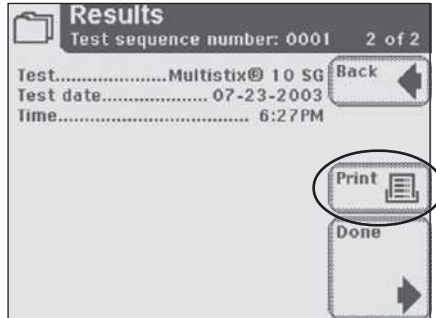 Results
Test sequence number: 0001 2 of 2
Test....................Multistix® 10 SG
Test date................... 07-23-2003
Time................................. 6:27PM
Back
Print
Done